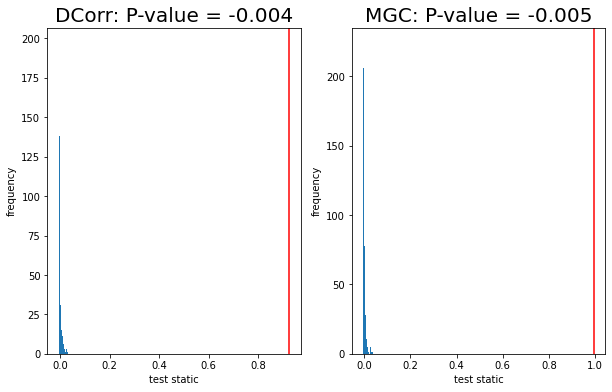 DCorr: P-value = -0.004
200
175
150
125
100
75
50
25
0
frequency
0.0 0.2 0.4 0.6 0.8
test static
MGC: P-value = -0.005
200
150
100
50
0
frequency
0.0 0.2 0.4 0.6 0.8 1.0
test static